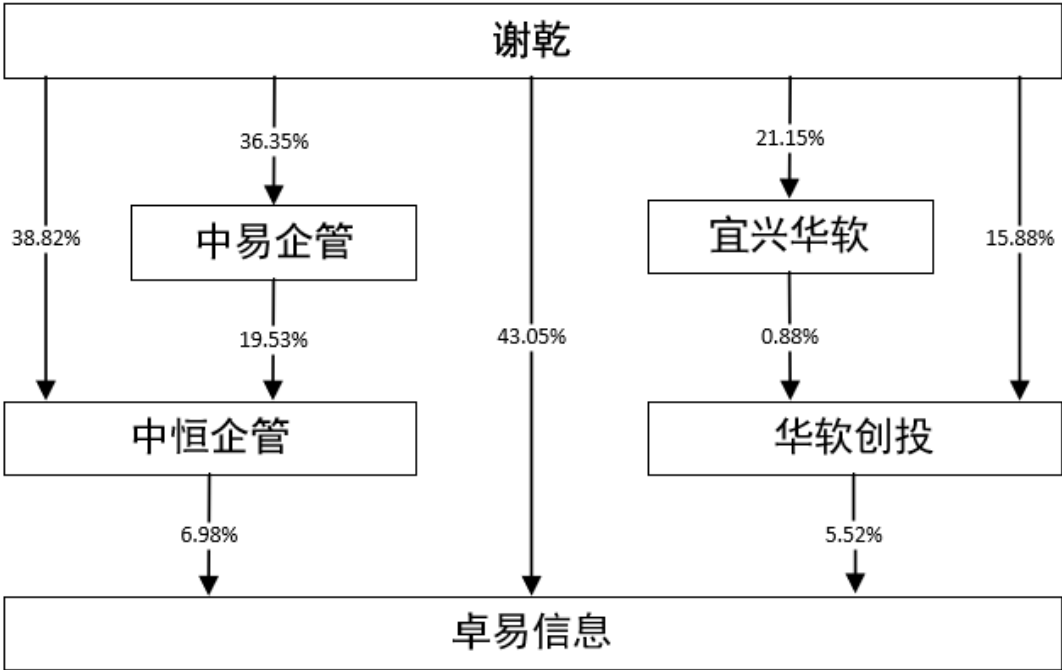 谢乾
36.35%
21.15%
38.82%
中易企管
宜兴华软
15.88%
19.53%
43.05%
0.88%
中恒企管
华软创投
6.98%
5.52%
卓易信息